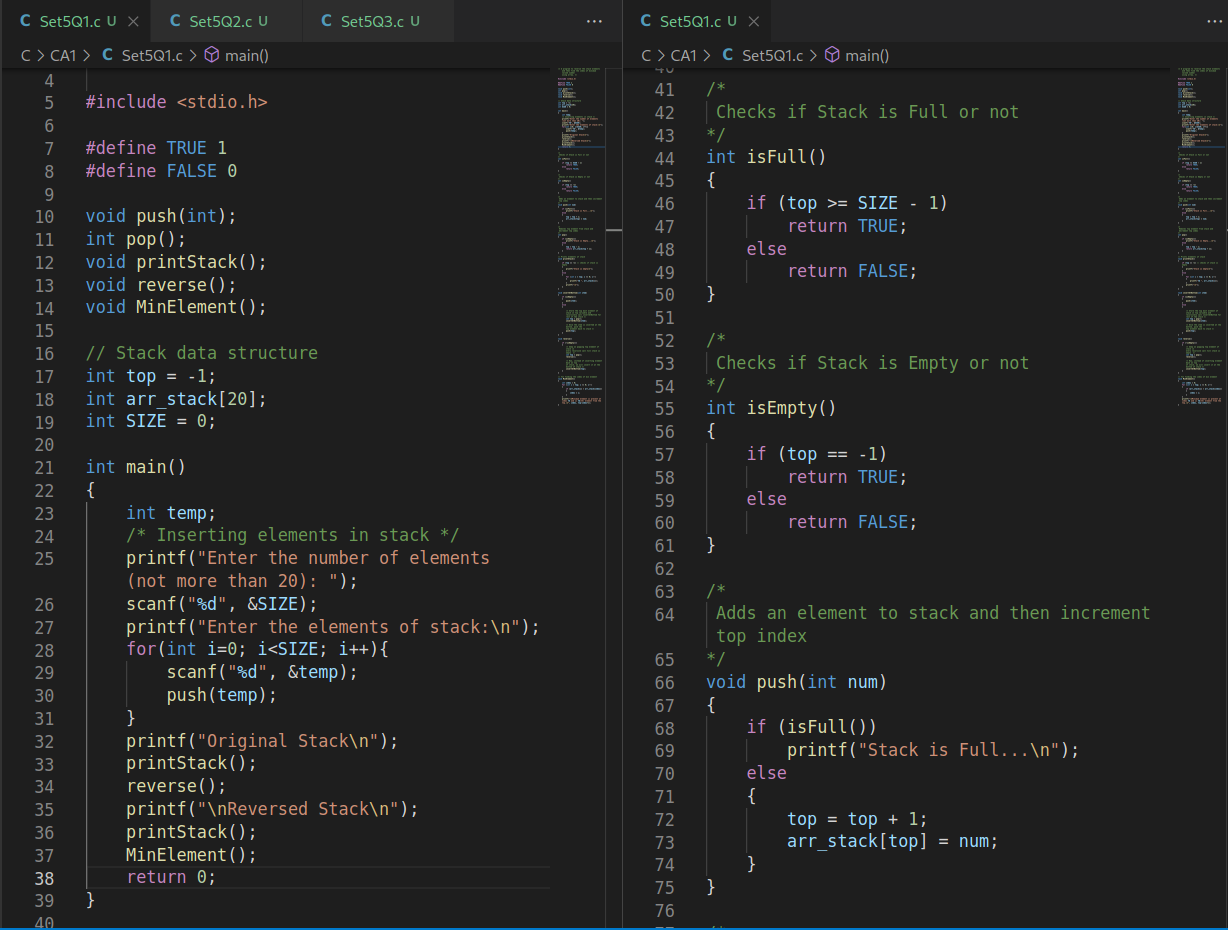 Set5Q1.c U
Set5Q2.c U
Set5Q3.c U
C > CA1 > C Set5Q1.c > main()
4
5 #include <stdio.h>
6
7 #define TRUE 1
8 #define FALSE 0
9
10 void push(int);
11 int pop();
12 void printStack();
13 void reverse();
14 void MinElement();
15
16 // Stack data structure
17 int top = -1;
18 int arr_stack[20];
19 int SIZE = 0;
20
21 int main()
22 {
23 int temp;
24 /* Inserting elements in stack */
25 printf("Enter the number of elements
(not more than 20): ");
26 scanf("%d", &SIZE);
27 printf("Enter the elements of stack:\n");
28 for(int i=0; i<SIZE; i++){
29 scanf("%d", &temp);
30 push(temp);
31 }
32 printf("Original Stack\n");
33 printStack();
34 reverse();
35 printf("\nReversed Stack\n");
36 printStack();
37 MinElement();
38 return 0;
39 }
40
Set5Q1.c U
C > CA1 > C Set5Q1.c > main()
40
41 /*
42 Checks if Stack is Full or not
43 */
44 int isFull()
45 {
46 if (top >= SIZE - 1)
47 return TRUE;
48 else
49 return FALSE;
50 }
51
52 /*
53 Checks if Stack is Empty or not
54 */
55 int isEmpty()
56 {
57 if (top == -1)
58 return TRUE;
59 else
60 return FALSE;
61 }
62
63 /*
64 Adds an element to stack and then increment
top index
65 */
66 void push(int num)
67 {
68 if (isFull())
69 printf("Stack is Full...\n");
70 else
71 {
72 top = top + 1;
73 arr_stack[top] = num;
74 }
75 }
76